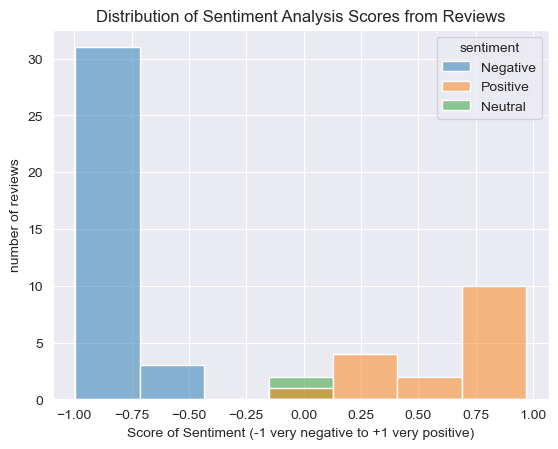 Distribution of Sentiment Analysis Scores from Reviews
sentiment
Negative
Positive
Neutral
number of reviews
30
25
20
15
10
5
0
−1.00 −0.75 −0.50 −0.25 0.00 0.25 0.50 0.75 1.00
Score of Sentiment (-1 very negative to +1 very positive)